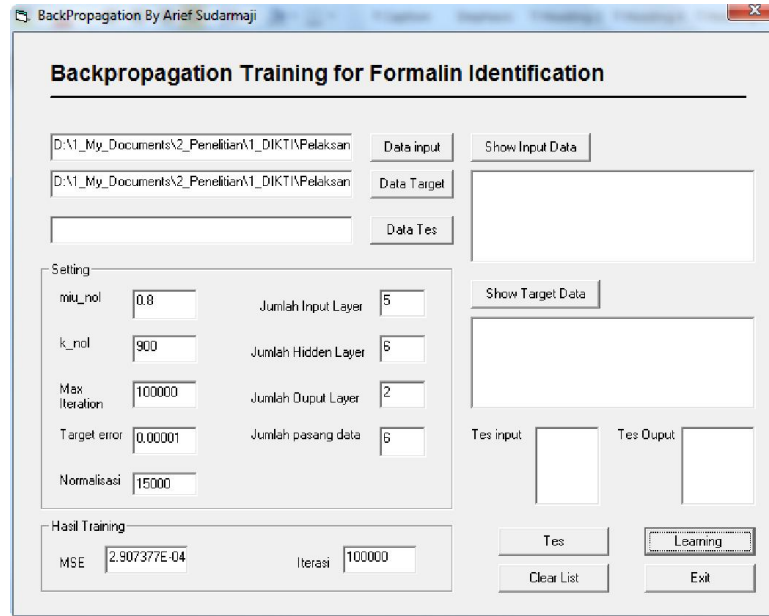 BackPropagation By Arief Sudarmaji
Backpropagation Training for Formalin Identification
D:\1_My_Documents\2_Penelitian\1_DIKTI\Pelaksan
Data input
Show Input Data
D:\1_My_Documents\2_Penelitian\1_DIKTI\Pelaksan
Data Target
Data Tes
Setting
miu_nol
0.8
Jumlah Input Layer
5
k_nol
900
Jumlah Hidden Layer
6
Max Iteration
100000
Jumlah Ouput Layer
2
Target error
0.00001
Jumlah pasang data
6
Normalisasi
15000
Show Target Data
Tes input
Tes Ouput
Hasil Training
MSE
2.907377E-04
Iterasi
100000
Tes
Learning
Clear List
Exit